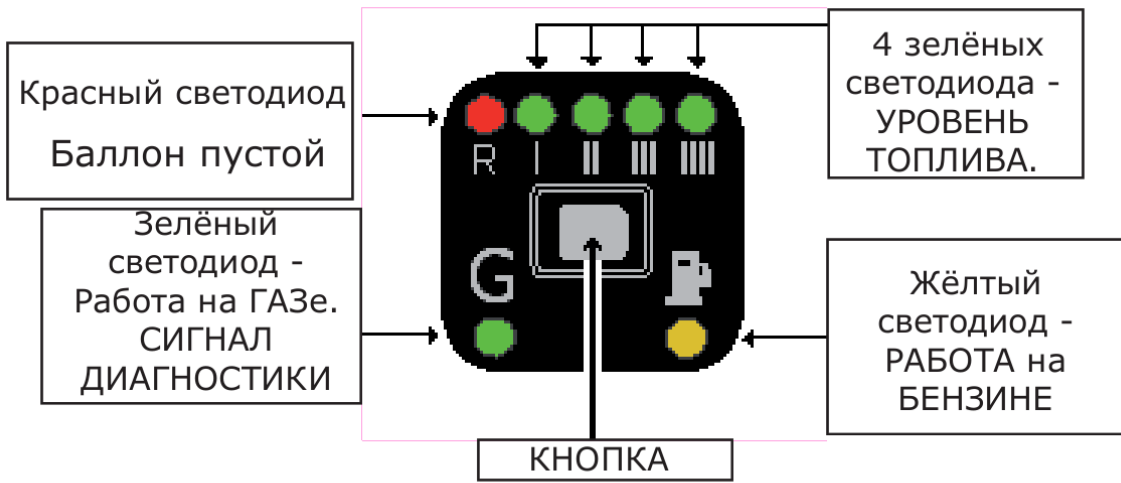 Красный светодиод
Баллон пустой
4 зелёных
светодиода -
УРОВЕНЬ
ТОПЛИВА.
R I II IIII IIIII
G
Зелёный
светодиод -
Работа на ГАЗе.
СИГНАЛ
ДИАГНОСТИКИ
Жёлтый
светодиод -
РАБОТА на
БЕНЗИНЕ
КНОПКА